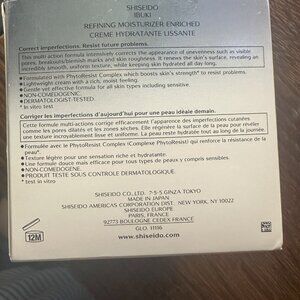 SHISEIDO
IBUKI
REFINING MOISTURIZER ENRICHED
CREME HYDRATANTE LISSANTE
Correct imperfections. Resist future problems.
This multi-action formula intensively corrects the appearance of unevenness such as visible
pores, breakouts/blemish marks and skin roughness. It renews the skin's surface, revealing an
incredibly smooth, uniform texture, while keeping skin hydrated all day long.
•Formulated with PhytoResist Complex which boosts skin's strength* to resist problems.
•Lightweight cream with a rich, moist feeling.
•Gentle yet effective formula for all skin types including sensitive.
•NON-COMEDOGENIC.
•DERMATOLOGIST-TESTED.
* In vitro test
Corriger les imperfections d'aujourd'hui pour une peau idéale demain.
Cette formule multi-actions corrige efficacement l'apparence des imperfections cutanées
comme les pores dilatés et les zones sèches. Elle régénère la surface de la peau pour révéler
une texture incroyablement lisse et uniforme. La peau reste hydratée tout au long de la journée.
•Formulée avec le PhytoResist Complex (Complexe PhytoResist) qui renforce la résistance de la
peau*.
•Texture légère pour une sensation riche et hydratante.
•Une formule douce mais efficace pour tous types de peaux y compris sensibles.
•NON-COMEDOGENE.
•PRODUIT TESTE SOUS CONTROLE DERMATOLOGIQUE.
* test in vitro
SHISEIDO CO., LTD. 7-5-5 GINZA TOKYO
MADE IN JAPAN
SHISEIDO AMERICAS CORPORATION DIST. NEW YORK, NY 10022
SHISEIDO EUROPE
PARIS, FRANCE
92773 BOULOGNE CEDEX FRANCE
GLO. 11116
www.shiseido.com
12M